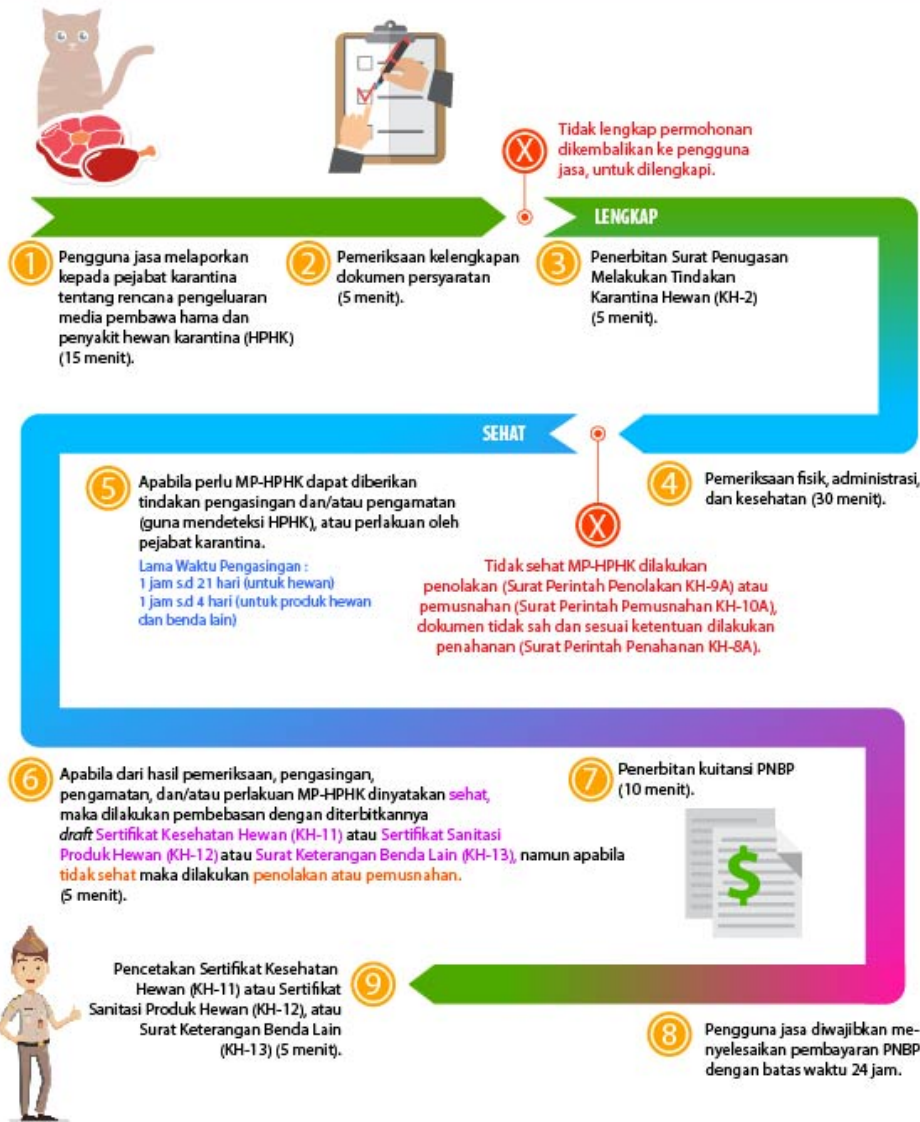 X
Tidak lengkap permohonan
dikembalikan ke pengguna
jasa, untuk dilengkapi.
LENGKAP
1
Pengguna jasa melaporkan
kepada pejabat karantina
tentang rencana pengeluaran
media pembawa hama dan
penyakit hewan karantina (HPHK)
(15 menit).
2
Pemeriksaan kelengkapan
dokumen persyaratan
(5 menit).
3
Penerbitan Surat Penugasan
Melakukan Tindakan
Karantina Hewan (KH-2)
(5 menit).
SEHAT
4
Pemeriksaan fisik, administrasi,
dan kesehatan (30 menit).
X
Tidak sehat MP-HPHK dilakukan
penolakan (Surat Perintah Penolakan KH-9A) atau
pemusnahan (Surat Perintah Pemusnahan KH-10A),
dokumen tidak sah dan sesuai ketentuan dilakukan
penahanan (Surat Perintah Penahanan KH-8A).
5
Apabila perlu MP-HPHK dapat diberikan
tindakan pengasingan dan/atau pengamatan
(guna mendeteksi HPHK), atau perlakuan oleh
pejabat karantina.
Lama Waktu Pengasingan :
1 jam s.d 21 hari (untuk hewan)
1 jam s.d 4 hari (untuk produk hewan
dan benda lain)
6
Apabila dari hasil pemeriksaan, pengasingan,
pengamatan, dan/atau perlakuan MP-HPHK dinyatakan sehat,
maka dilakukan pembebasan dengan diterbitkannya
draft Sertifikat Kesehatan Hewan (KH-11) atau Sertifikat Sanitasi
Produk Hewan (KH-12) atau Surat Keterangan Benda Lain (KH-13), namun apabila
tidak sehat maka dilakukan penolakan atau pemusnahan.
(5 menit).
7
Penerbitan kuitansi PNBP
(10 menit).
$
8
Pengguna jasa diwajibkan me-
nyelesaikan pembayaran PNBP
dengan batas waktu 24 jam.
9
Pencetakan Sertifikat Kesehatan
Hewan (KH-11) atau Sertifikat
Sanitasi Produk Hewan (KH-12), atau
Surat Keterangan Benda Lain
(KH-13) (5 menit).